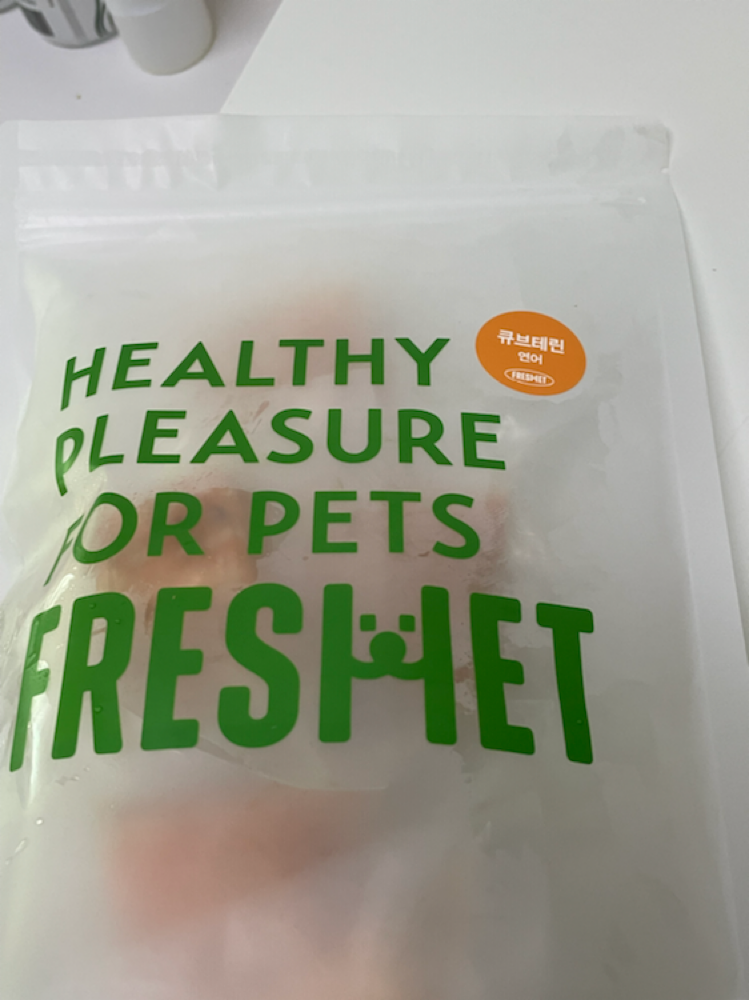 HEALTHY
PLEASURE
FOR PETS
FRESHET
큐브테린
연어
FRESHET